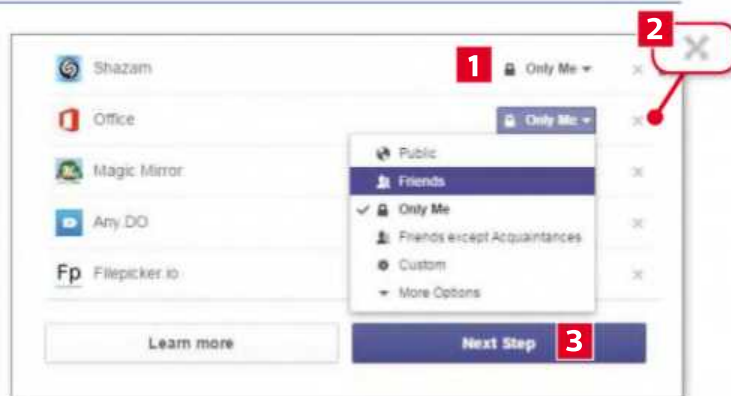 2
Shazam 1 Only Me
Office Only Me
Public
Magic Mirror Friends
Only Me
Any.DO Friends except Acquaintances
Custom
Fp Filepicker.io
More Options
Learn more Next Step 3